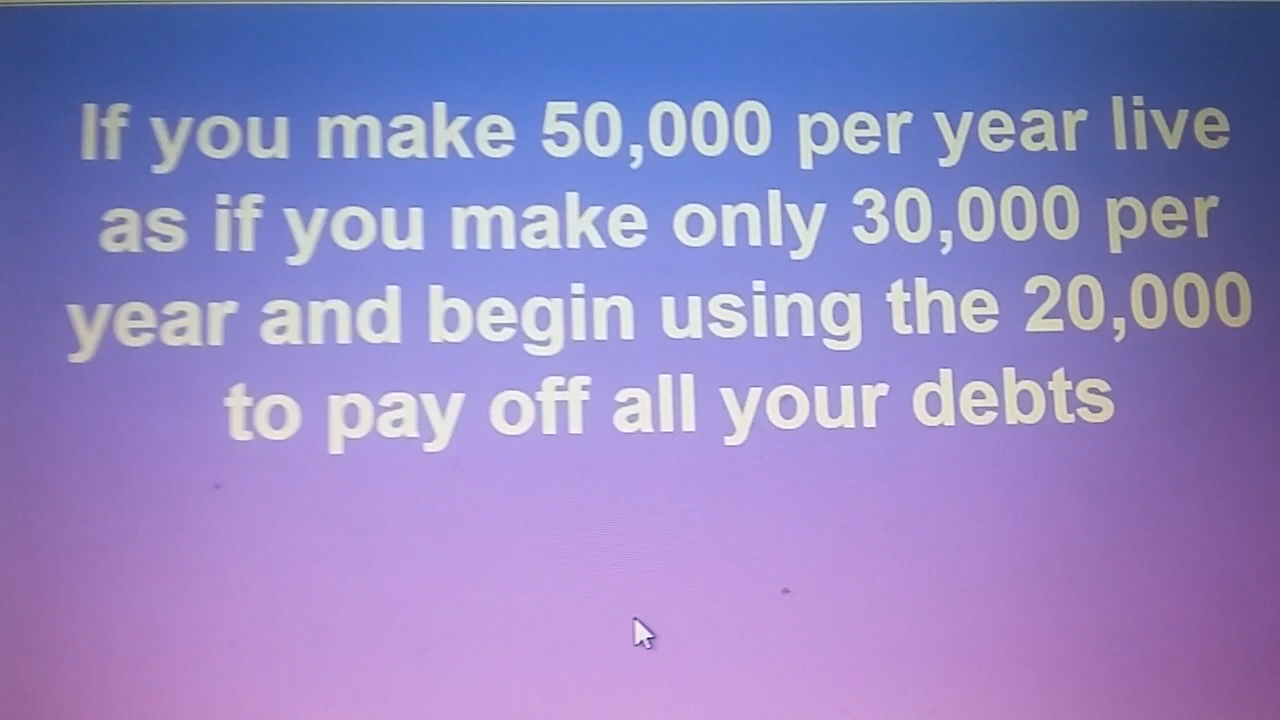 If you make 50,000 per year live
as if you make only 30,000 per
year and begin using the 20,000
to pay off all your debts